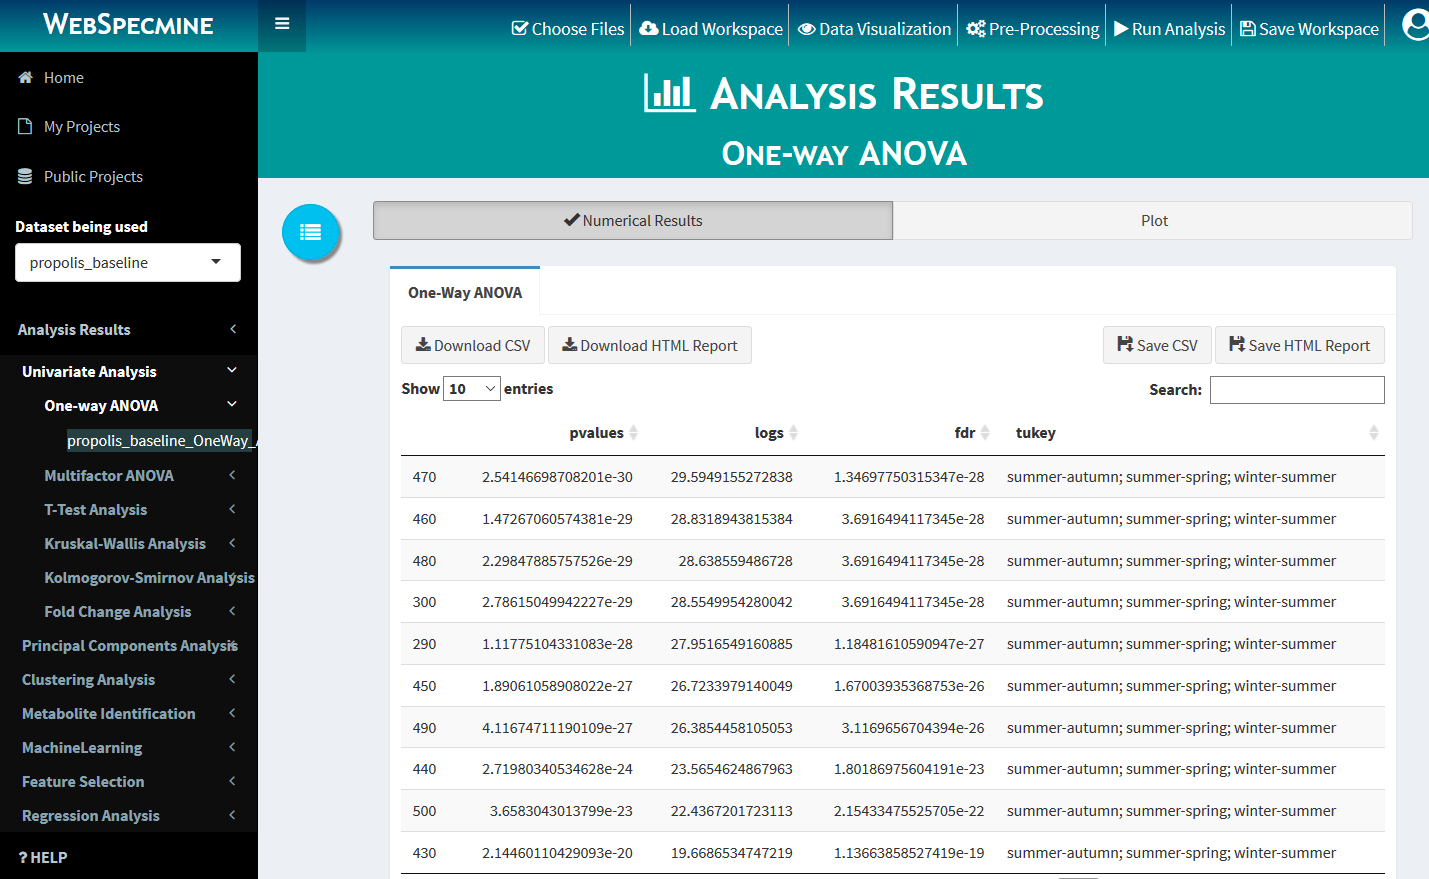 WebSpecmine
Choose Files
Load Workspace
Data Visualization
Pre-Processing
Run Analysis
Save Workspace
Home
My Projects
Public Projects
Dataset being used
propolis_baseline
Analysis Results
Univariate Analysis
One-way ANOVA
propolis_baseline_OneWay_
Multifactor ANOVA
T-Test Analysis
Kruskal-Wallis Analysis
Kolmogorov-Smirnov Analysis
Fold Change Analysis
Principal Components Analysis
Clustering Analysis
Metabolite Identification
MachineLearning
Feature Selection
Regression Analysis
? HELP
Analysis Results
One-way ANOVA
Numerical Results
Plot
One-Way ANOVA
Download CSV
Download HTML Report
Save CSV
Save HTML Report
Show 10 entries
Search:
pvalues logs fdr tukey
470 2.54146698708201e-30 29.5949155272838 1.34697750315347e-28 summer-autumn; summer-spring; winter-summer
460 1.47267060574381e-29 28.8318943815384 3.6916494117345e-28 summer-autumn; summer-spring; winter-summer
480 2.29847885757526e-29 28.638559486728 3.6916494117345e-28 summer-autumn; summer-spring; winter-summer
300 2.78615049942227e-29 28.5549954280042 3.6916494117345e-28 summer-autumn; summer-spring; winter-summer
290 1.11775104331083e-28 27.9516549160885 1.18481610590947e-27 summer-autumn; summer-spring; winter-summer
450 1.89061058908022e-27 26.7233979140049 1.67003935368753e-26 summer-autumn; summer-spring; winter-summer
490 4.11674711190109e-27 26.3854458105053 3.1169656704394e-26 summer-autumn; summer-spring; winter-summer
440 2.71980340534628e-24 23.5654624867963 1.80186975604191e-23 summer-autumn; summer-spring; winter-summer
500 3.6583043013799e-23 22.4367201723113 2.15433475525705e-22 summer-autumn; summer-spring; winter-summer
430 2.14460110429093e-20 19.6686534747219 1.13663858527419e-19 summer-autumn; summer-spring; winter-summer